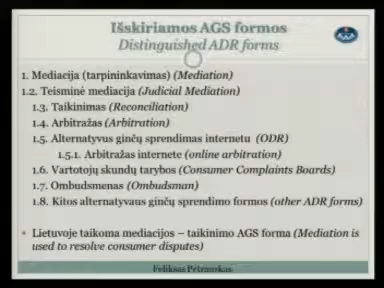 Išskiriamos AGS formos
Distinguished ADR forms
1. Mediacija (tarpininkavimas) (Mediation)
1.2. Teisminė mediacija (Judicial Mediation)
1.3. Taikinimas (Reconciliation)
1.4. Arbitražas (Arbitration)
1.5. Alternatyvus ginčų sprendimas internetu (ODR)
1.5.1. Arbitražas internete (online arbitration)
1.6. Vartotojų skundų tarybos (Consumer Complaints Boards)
1.7. Ombudsmenas (Ombudsman)
1.8. Kitos alternatyvaus ginčų sprendimo formos (other ADR forms)
Lietuvoje taikoma mediacijos – taikinimo AGS forma (Mediation is
used to resolve consumer disputes)
Feliksas Petrauskas